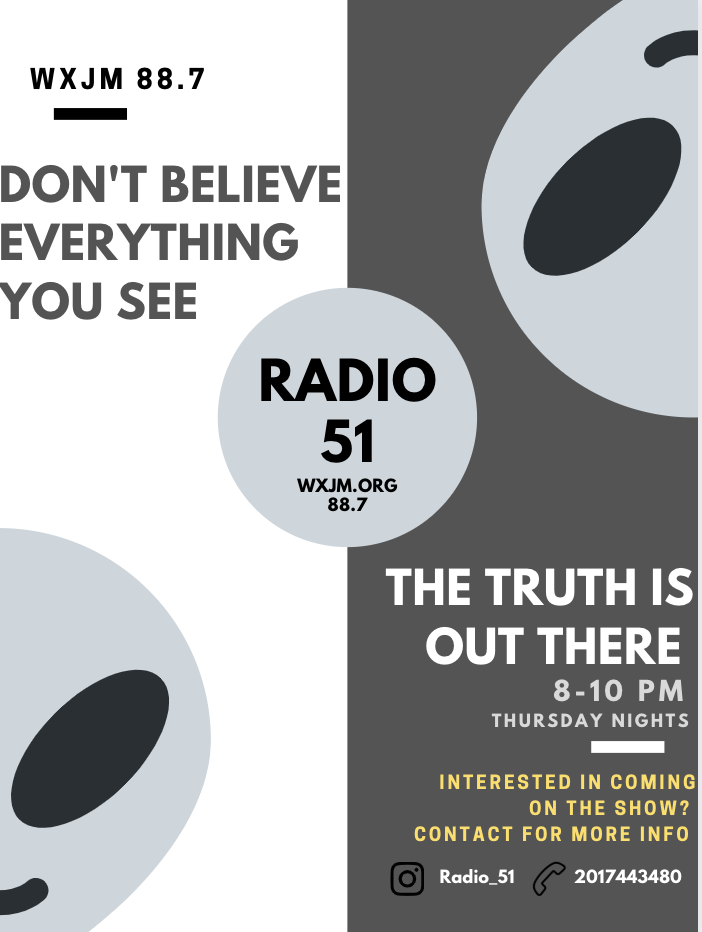 WXJM 88.7
DON'T BELIEVE
EVERYTHING
YOU SEE
RADIO
51
WXJM.ORG
88.7
THE TRUTH IS
OUT THERE
8-10 PM
THURSDAY NIGHTS
INTERESTED IN COMING
ON THE SHOW?
CONTACT FOR MORE INFO
Radio_51 2017443480